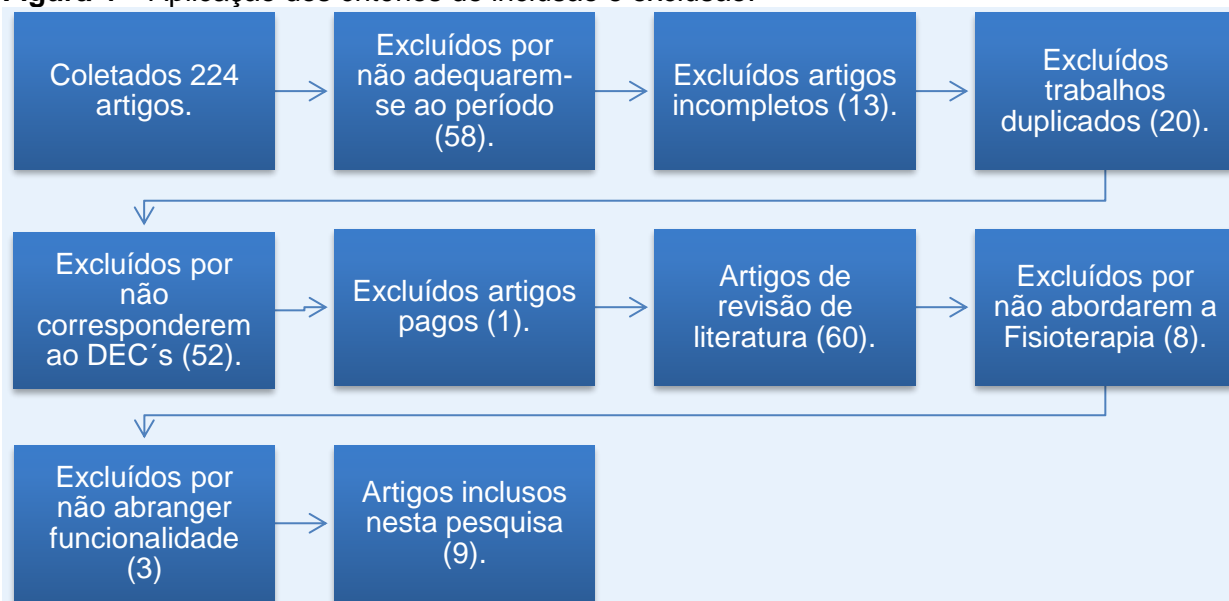 Coletados 224
artigos.
Excluídos por
não adequarem-
se ao período
(58).
Excluídos artigos
incompletos (13).
Excluídos
trabalhos
duplicados (20).
Excluídos por
não
corresponderem
ao DEC´s (52).
Excluídos artigos
pagos (1).
Artigos de
revisão de
literatura (60).
Excluídos por
não abordarem a
Fisioterapia (8).
Excluídos por
não abranger
funcionalidade
(3)
Artigos inclusos
nesta pesquisa
(9).